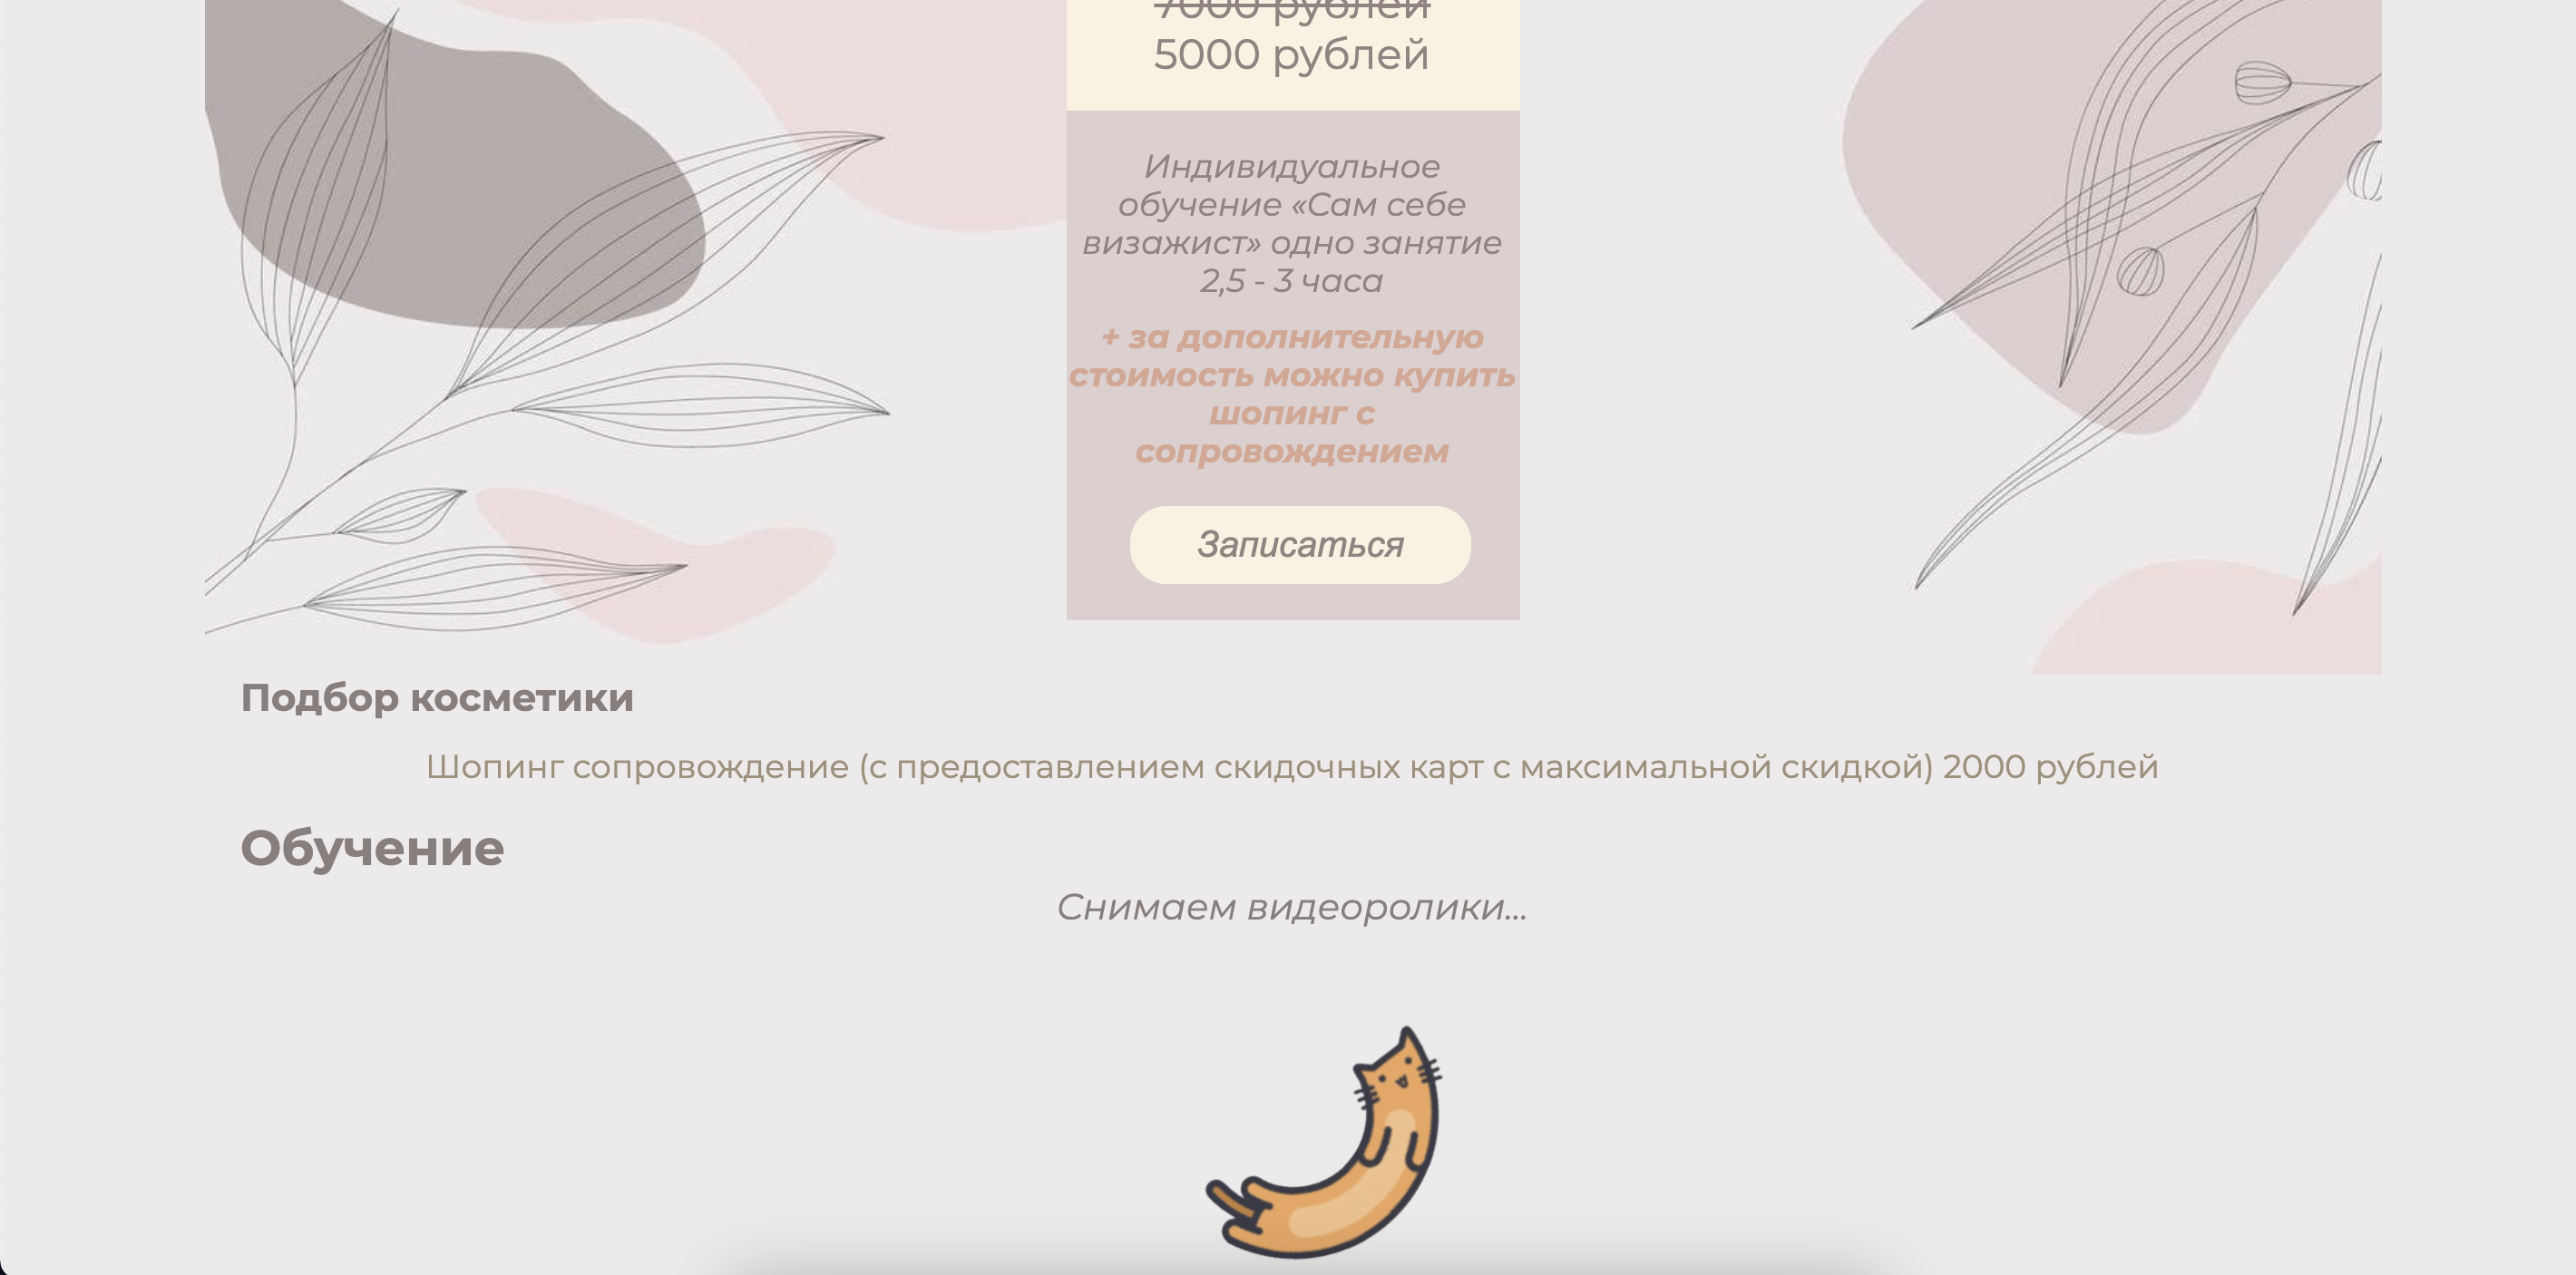 7000 рублей
5000 рублей
Индивидуальное
обучение «Сам себе
визажист» одно занятие
2,5 - 3 часа
+ за дополнительную
стоимость можно купить
шопинг с
сопровождением
Записаться
Подбор косметики
Шопинг сопровождение (с предоставлением скидочных карт с максимальной скидкой) 2000 рублей
Обучение
Снимаем видеоролики...